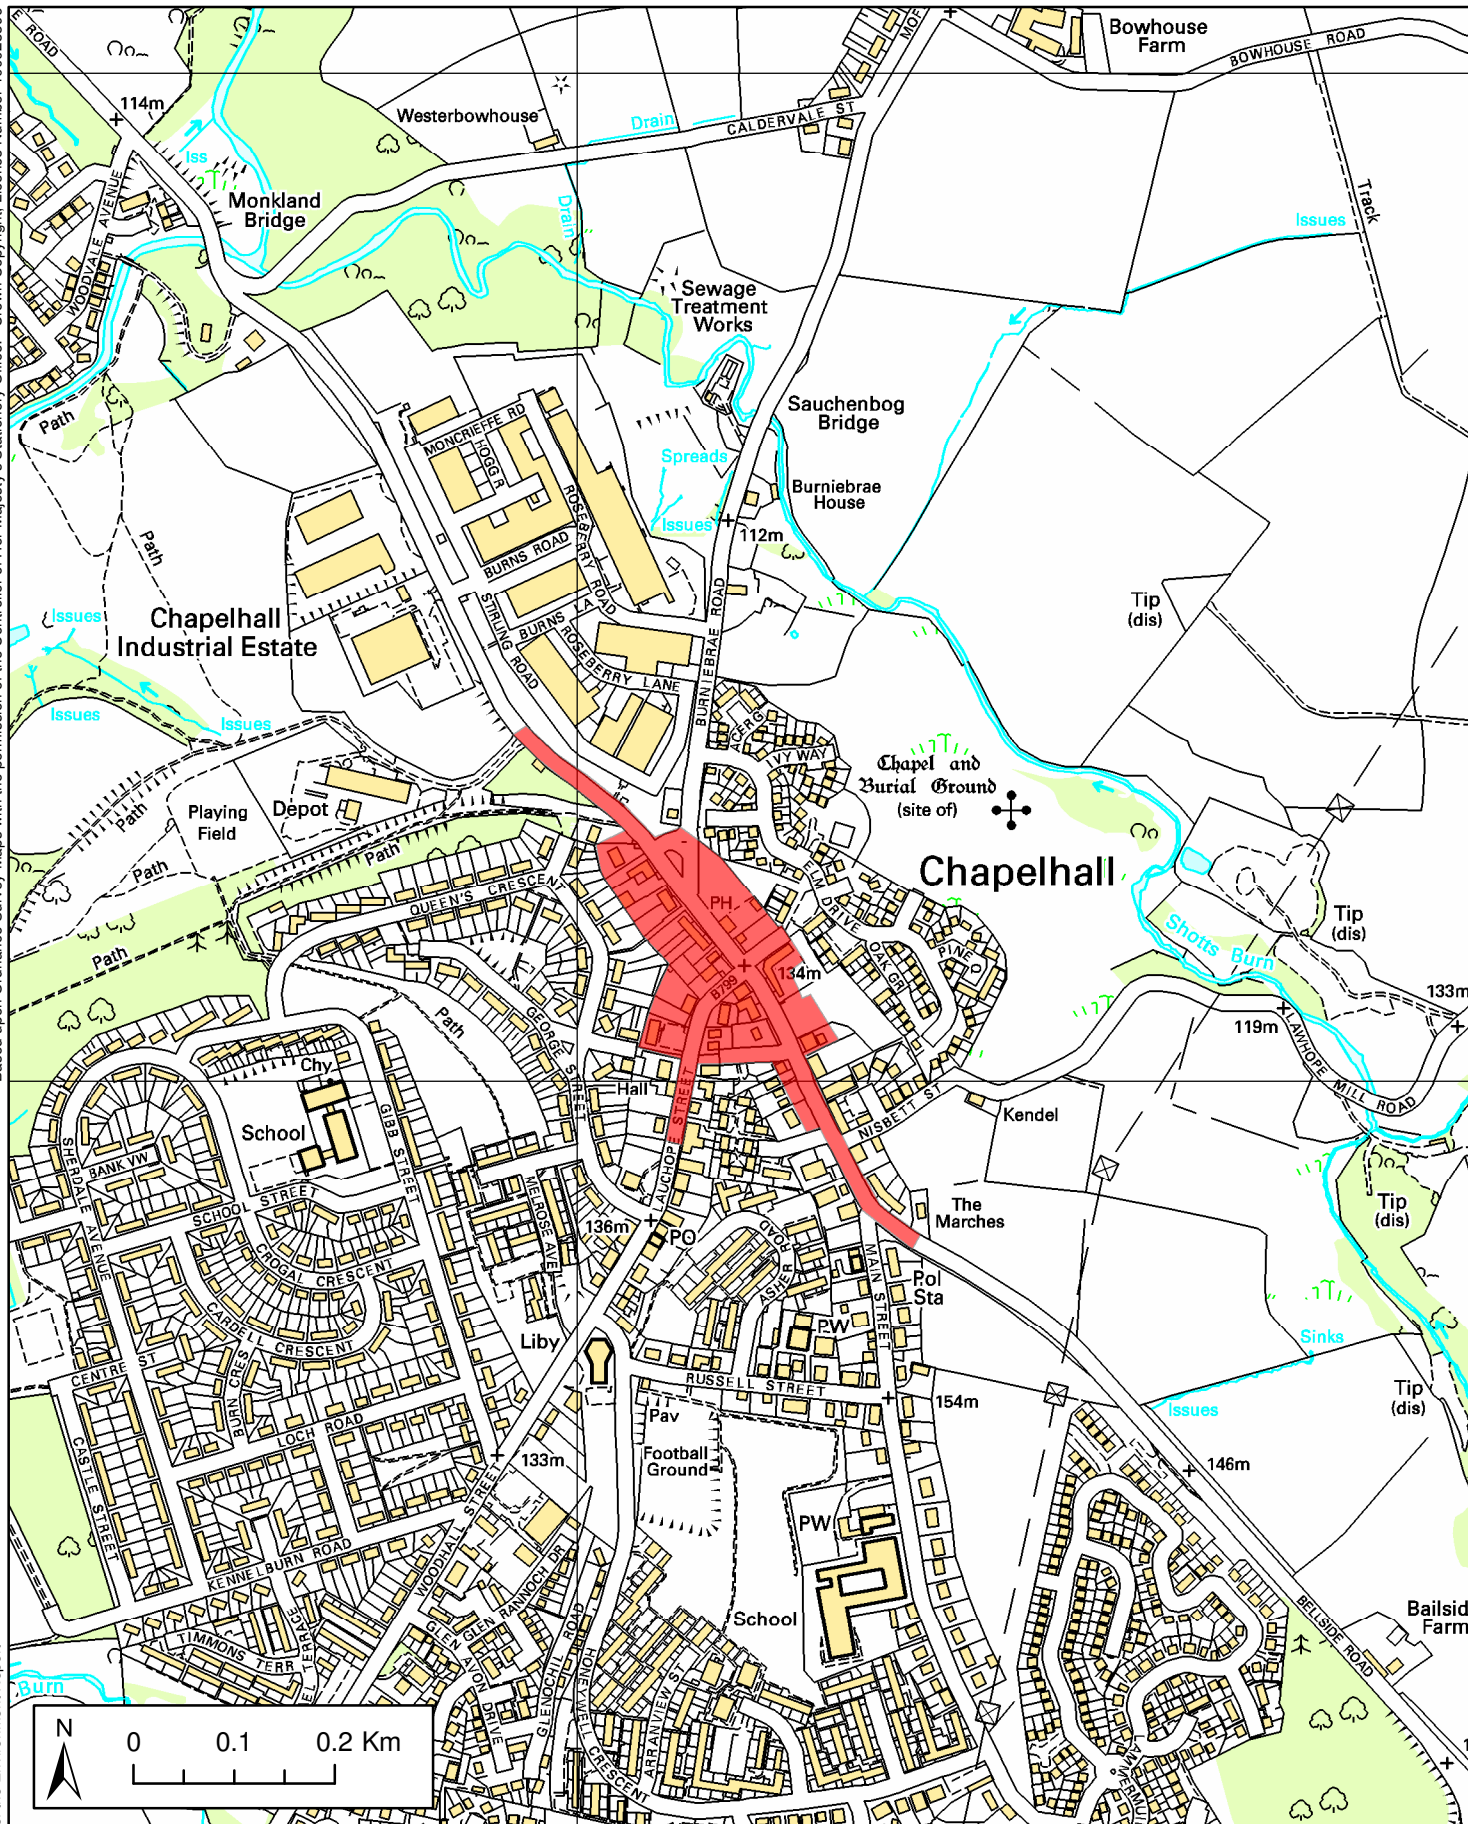 E ROAD
MOF
Bowhouse
Farm
BOWHOUSE ROAD
114m
Westerbowhouse
Drain
CALDERVALE ST
Iss
Monkland
Bridge
Drain
Track
Issues
WOODVALE AVENUE
Sewage
Treatment
Works
Path
MONCRIEFFE RD
HOGG R
Sauchenbog
Bridge
Spreads
Burniebrae
House
Issues
112m
Path
ROSEBERRY ROAD
BURNS ROAD
Tip
(dis)
Issues
Chapelhall
Industrial Estate
STIRLING ROAD
BURNS LA
ROSEBERRY LANE
BURNIEBRAE ROAD
Issues
Issues
ACER G
IVY WAY
Chapel and
Burial Ground
(site of)
Path
Playing
Field
Depot
Path
Path
Chapelhall
QUEEN'S CRESCENT
PH
ELM DRIVE
OAK GR
PINE Q
Tip
(dis)
Shotts Burn
Path
134m
B799
133m
119m
LAWHOPE MILL ROAD
Path
GEORGE STREET
Chy
Hall
School
GIBB STREET
LAUCHOPE STREET
NISBETT ST
Kendel
SHERDALE AVENUE
BANK VW
SCHOOL STREET
MELROSE AVE
136m
PO
The
Marches
Tip
(dis)
CROGAL CRESCENT
ASHER ROAD
MAIN STREET
Pol
Sta
CARDELL CRESCENT
Liby
PW
Sinks
CENTRE ST
BURN CRES
RUSSELL STREET
154m
Issues
Tip
(dis)
LOCH ROAD
Pav
Football
Ground
CASTLE STREET
133m
146m
WOODHALL STREE
PW
KENNELBURN ROAD
GLEN RANNOCH DR
School
BELLSIDE ROAD
Bailsid
Farm
TIMMONS TERR
EL TERRACE
GLEN
AVON DRIVE
GLENOCHIL ROAD
HONEYWELL CRESCENT
ARRANVIEW S
LAMMERMU
Burn
N
0 0.1 0.2 Km